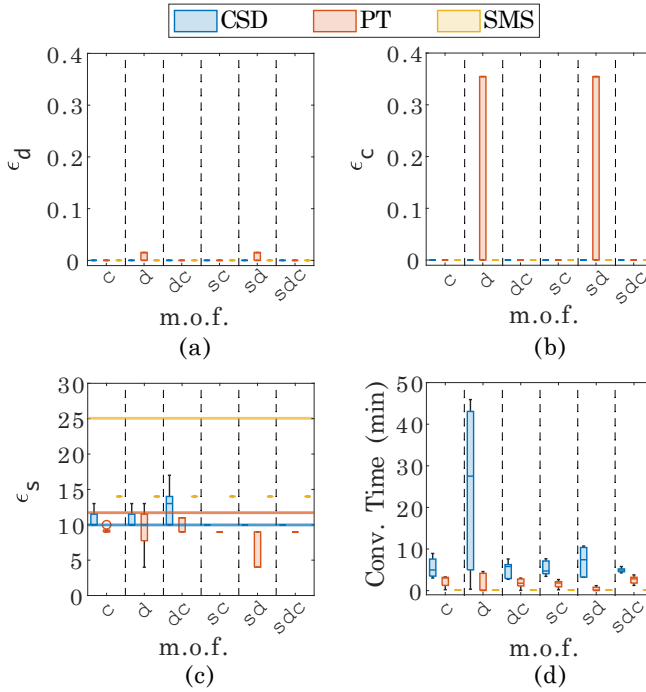 CSD PT SMS
0.4 0.3 0.2 0.1 0
ϵd
c d dc sc sd sdc
m.o.f.
(a)
0.4 0.3 0.2 0.1 0
ϵc
c d dc sc sd sdc
m.o.f.
(b)
30 25 20 15 10 5 0
ϵs
c d dc sc sd sdc
m.o.f.
(c)
50 40 30 20 10 0
Conv. Time (min)
c d dc sc sd sdc
m.o.f.
(d)